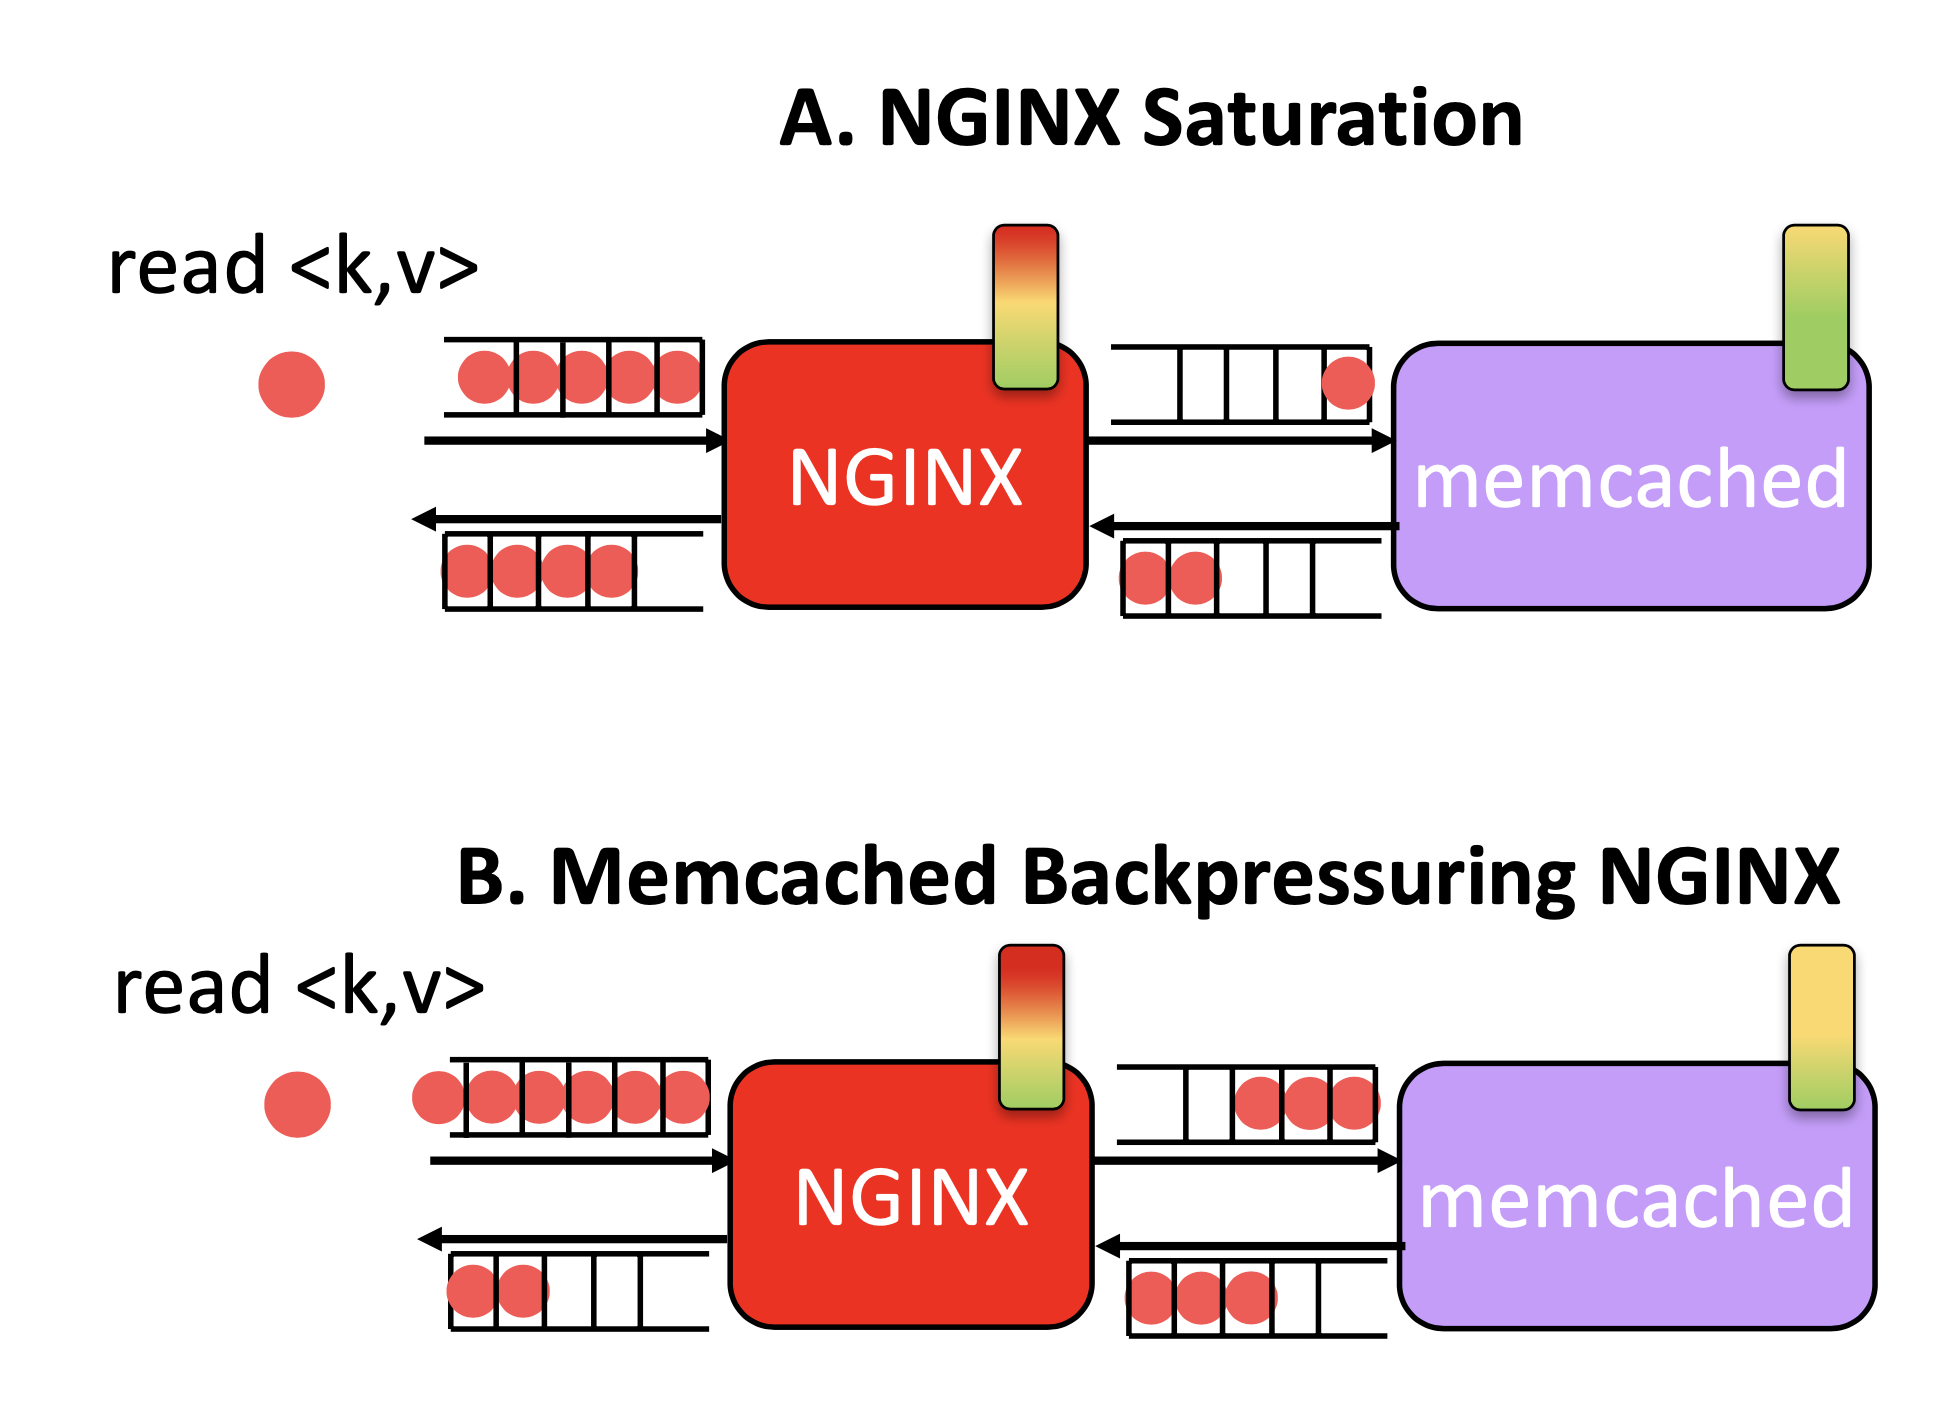 A. NGINX Saturation
read <k,v>
NGINX
memcached
B. Memcached Backpressuring NGINX
read <k,v>
NGINX
memcached